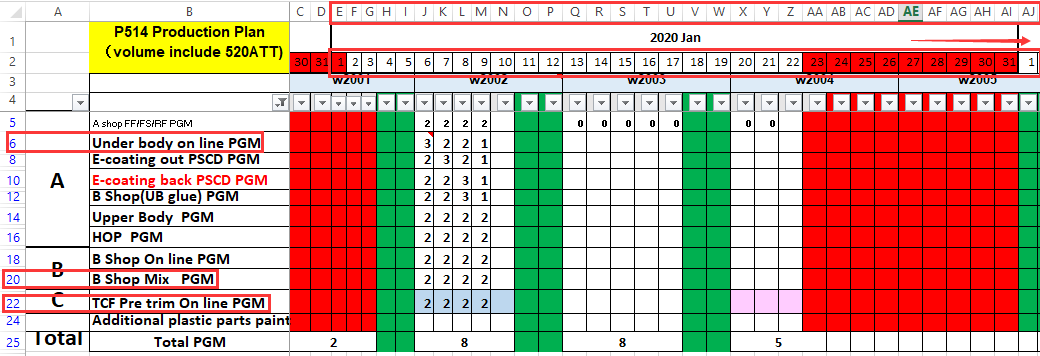 A B C D E F G H I J K L M N O P Q R S T U V W X Y Z AA AB AC AD AE AF AG AH AI AJ
1 P514 Production Plan 2020 Jan
（volume include 520ATT)
2 30 31 1 2 3 4 5 6 7 8 9 10 11 12 13 14 15 16 17 18 19 20 21 22 23 24 25 26 27 28 29 30 31 1
3 w2001 w2002 w2003 w2004 w2005
4
5 A shop FF/FS/RF PGM 2 2 2 2 0 0 0 0 0 0 0
6 Under body on line PGM 3 2 2 1
8 E-coating out PSCD PGM 2 3 2 1
A
10 E-coating back PSCD PGM 2 2 3 1
12 B Shop(UB glue) PGM 2 2 3 1
14 Upper Body PGM 2 2 2 2
16 HOP PGM 2 2 2 2
18 B Shop On line PGM 2 2 2 2
B
20 B Shop Mix PGM 2 2 2 2
22 C TCF Pre trim On line PGM 2 2 2 2
24 Additional plastic parts paint
25 Total Total PGM 2 8 8 5